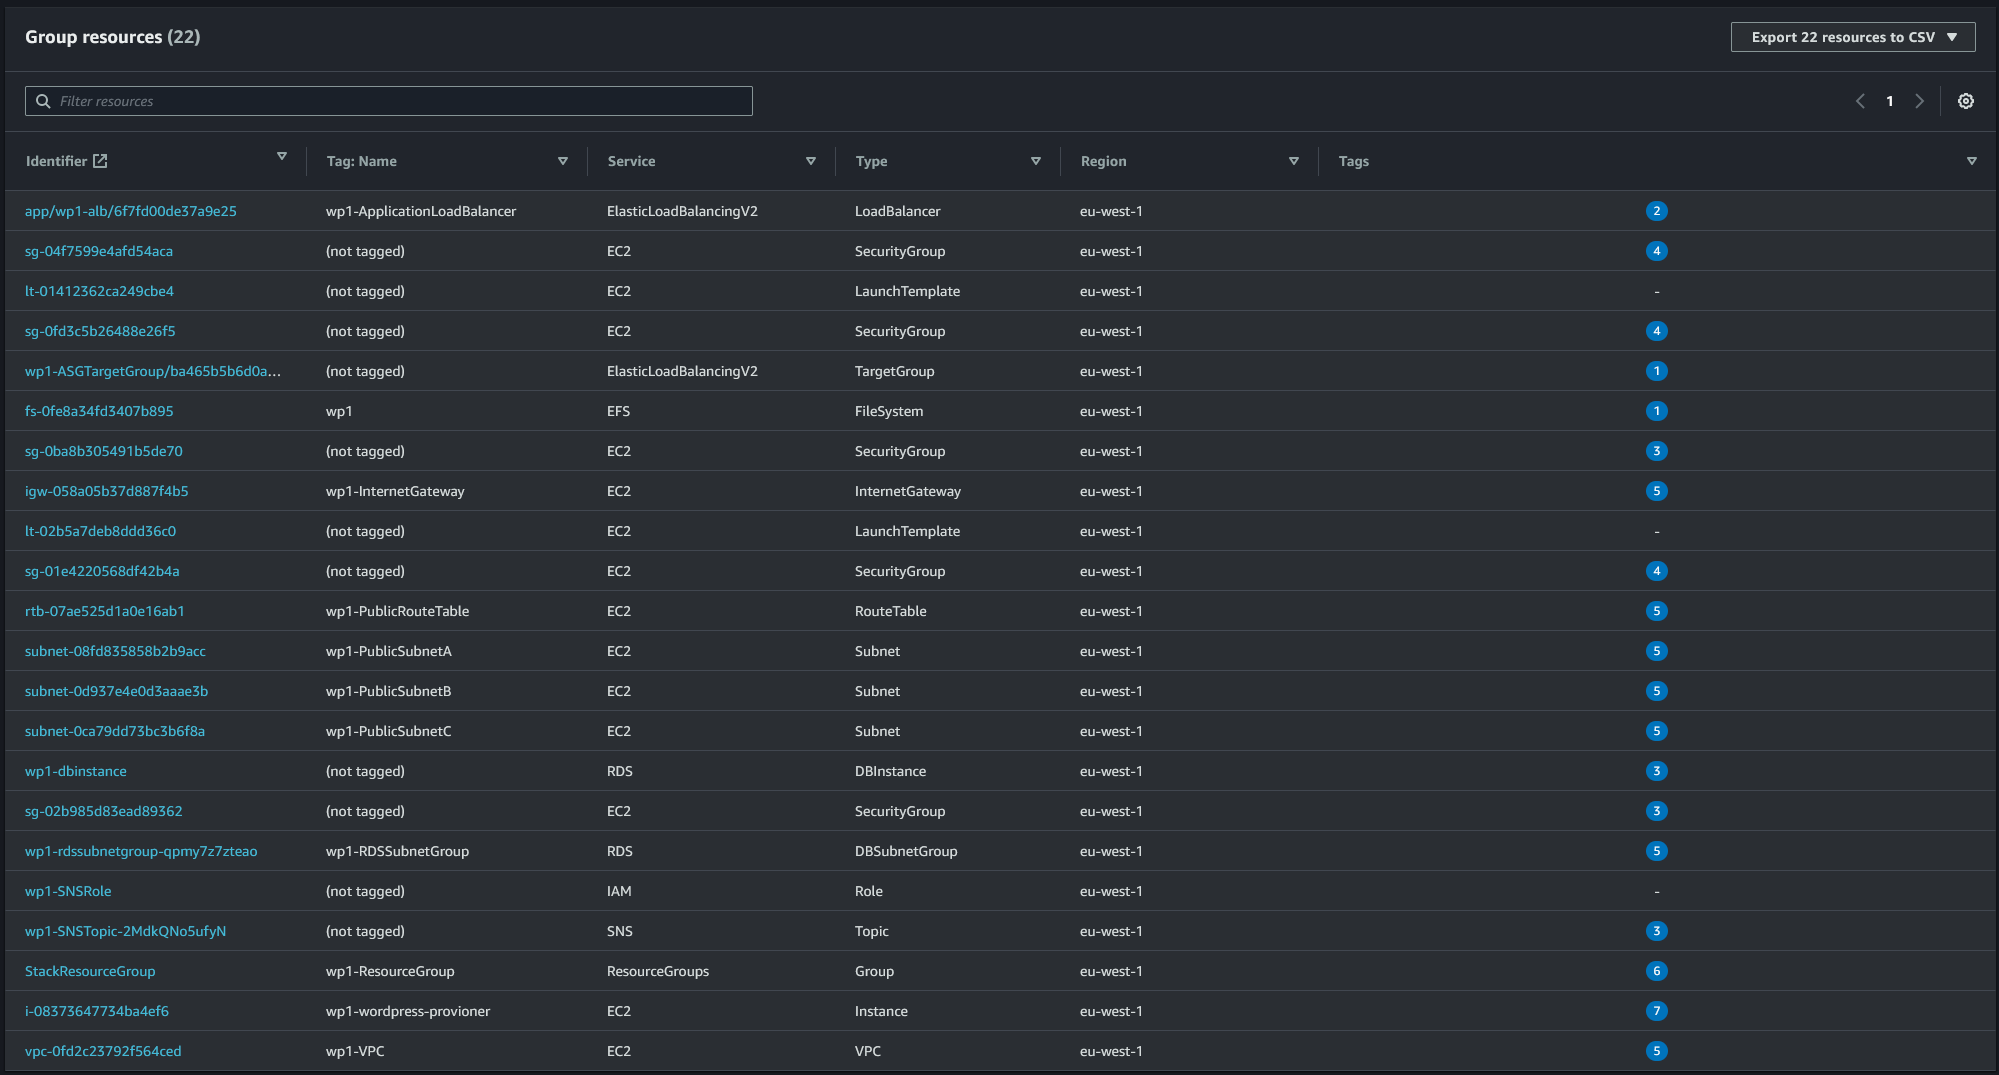 Group resources (22)
Export 22 resources to CSV
Filter resources
1
Identifier Tag: Name Service Type Region Tags
app/wp1-alb/6f7fd00de37a9e25 wp1-ApplicationLoadBalancer ElasticLoadBalancingV2 LoadBalancer eu-west-1 2
sg-04f7599e4afd54aca (not tagged) EC2 SecurityGroup eu-west-1 4
lt-01412362ca249cbe4 (not tagged) EC2 LaunchTemplate eu-west-1 -
sg-0fd3c5b26488e26f5 (not tagged) EC2 SecurityGroup eu-west-1 4
wp1-ASGTargetGroup/ba465b5b6d0a... (not tagged) ElasticLoadBalancingV2 TargetGroup eu-west-1 1
fs-0fe8a34fd3407b895 wp1 EFS FileSystem eu-west-1 1
sg-0ba8b305491b5de70 (not tagged) EC2 SecurityGroup eu-west-1 3
igw-058a05b37d887f4b5 wp1-InternetGateway EC2 InternetGateway eu-west-1 5
lt-02b5a7deb8ddd36c0 (not tagged) EC2 LaunchTemplate eu-west-1 -
sg-01e4220568df42b4a (not tagged) EC2 SecurityGroup eu-west-1 4
rtb-07ae525d1a0e16ab1 wp1-PublicRouteTable EC2 RouteTable eu-west-1 5
subnet-08fd835858b2b9acc wp1-PublicSubnetA EC2 Subnet eu-west-1 5
subnet-0d937e4e0d3aaae3b wp1-PublicSubnetB EC2 Subnet eu-west-1 5
subnet-0ca79dd73bc3b6f8a wp1-PublicSubnetC EC2 Subnet eu-west-1 5
wp1-dbinstance (not tagged) RDS DBInstance eu-west-1 3
sg-02b985d83ead89362 (not tagged) EC2 SecurityGroup eu-west-1 3
wp1-rdssubnetgroup-qpmy7z7zteao wp1-RDSSubnetGroup RDS DBSubnetGroup eu-west-1 5
wp1-SNSRole (not tagged) IAM Role eu-west-1 -
wp1-SNSTopic-2MdkQNo5ufyN (not tagged) SNS Topic eu-west-1 3
StackResourceGroup wp1-ResourceGroup ResourceGroups Group eu-west-1 6
i-08373647734ba4ef6 wp1-wordpress-provioner EC2 Instance eu-west-1 7
vpc-0fd2c23792f564ced wp1-VPC EC2 VPC eu-west-1 5